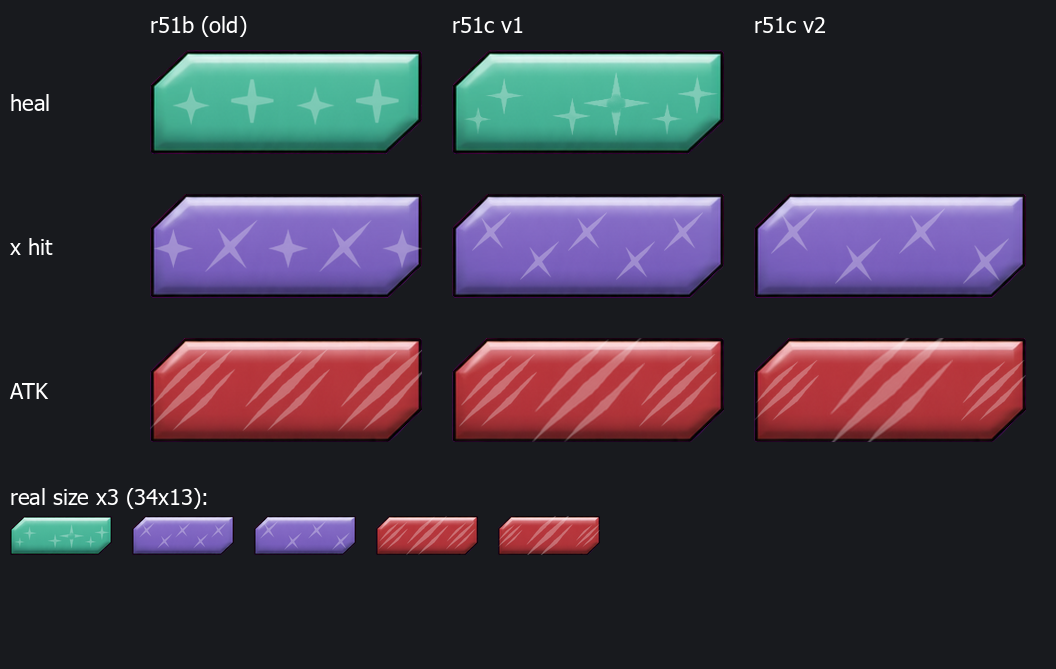 r51b (old) r51c v1 r51c v2
heal
x hit
ATK
real size x3 (34x13):